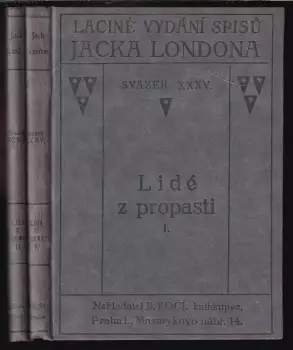 LACINÉ VYDÁNÍ SPISŮ
JACKA LONDONA
SVAZEK XXXV.
Lidé
z propasti
I.
Nakladatel B. KOČÍ, knihkupec,
Praha I., Masarykovo nábř. 14.